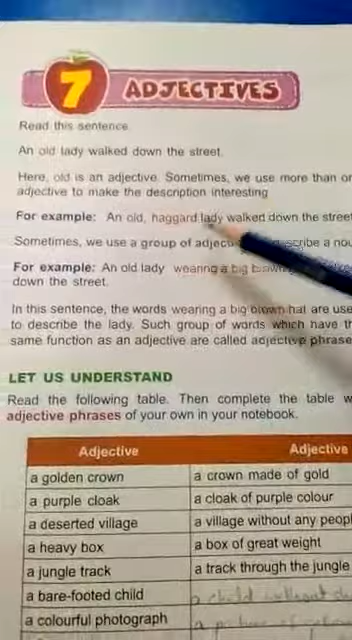 7 ADJECTIVES
Read this sentence
An old lady walked down the street.
Here, old is an adjective. Sometimes, we use more than or
adjective to make the description interesting
For example: An old, haggard lady walked down the stree
Sometimes, we use a group of adjecti scribe a nou
For example: An old lady wearing a big brown
down the street.
In this sentence, the words wearing a big brown hat are use
to describe the lady. Such group of words which have th
same function as an adjective are called adjective phrase
LET US UNDERSTAND
Read the following table. Then complete the table w
adjective phrases of your own in your notebook.
Adjective Adjective
a golden crown a crown made of gold
a purple cloak a cloak of purple colour
a deserted village a village without any peopl
a heavy box a box of great weight
a jungle track a track through the jungle
a bare-footed child a child without
a colourful photograph a